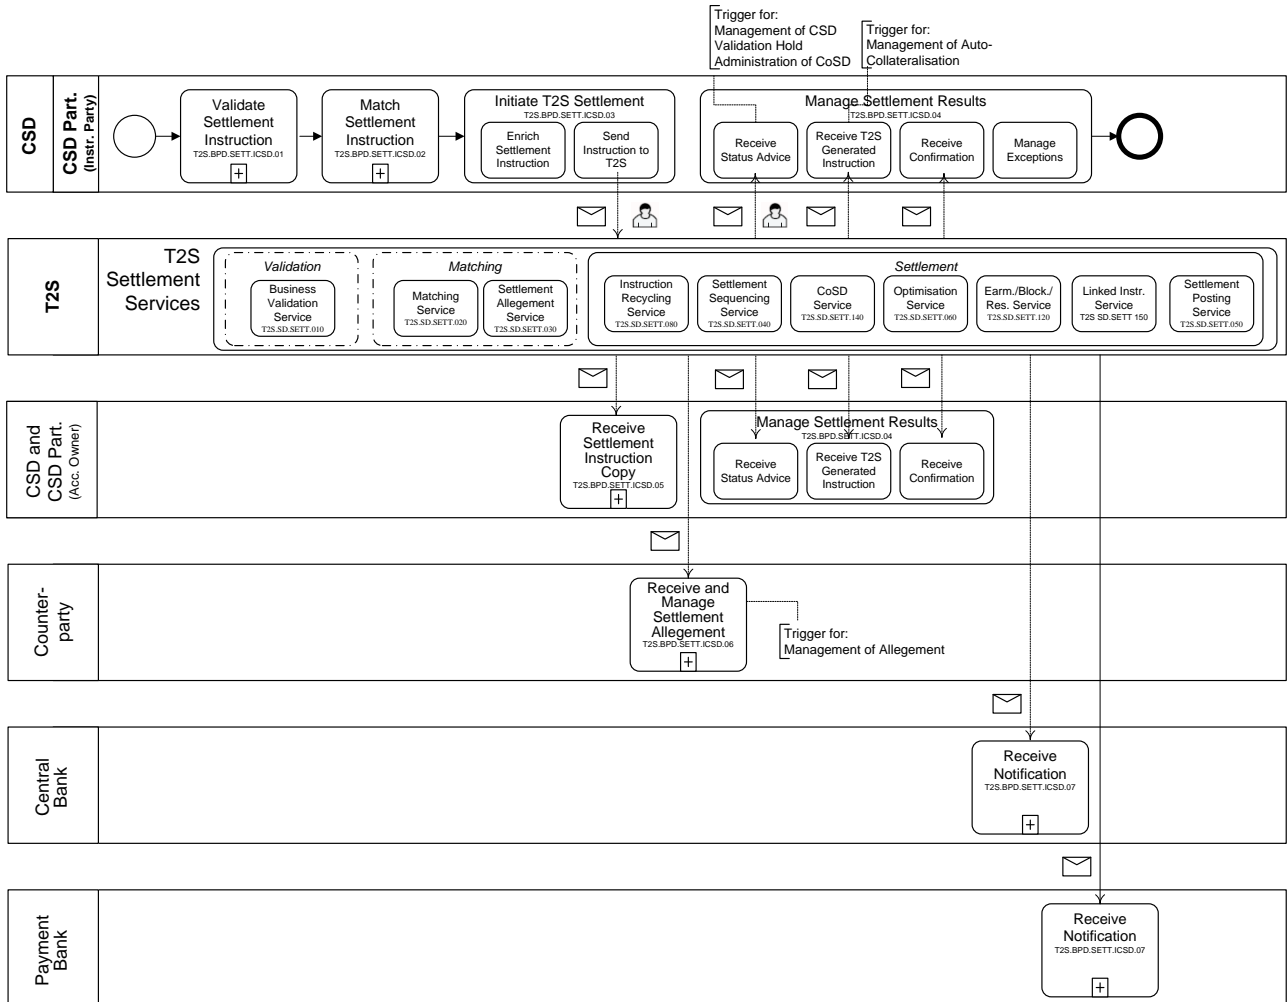 Trigger for:
Management of CSD
Validation Hold
Administration of CoSD
Trigger for:
Management of Auto-
Collateralisation
CSD
CSD Part.
(Instr. Party)
Validate
Settlement
Instruction
T2S.BPD.SETT.ICSD.01
Match
Settlement
Instruction
T2S.BPD.SETT.ICSD.02
Initiate T2S Settlement
T2S.BPD.SETT.ICSD.03
Enrich
Settlement
Instruction
Send
Instruction to
T2S
Manage Settlement Results
T2S.BPD.SETT.ICSD.04
Receive
Status Advice
Receive T2S
Generated
Instruction
Receive
Confirmation
Manage
Exceptions
T2S
T2S
Settlement
Services
Validation
Business
Validation
Service
T2S.SD.SETT.010
Matching
Matching
Service
T2S.SD.SETT.020
Settlement
Allegement
Service
T2S.SD.SETT.030
Settlement
Instruction
Recycling
Service
T2S.SD.SETT.080
Settlement
Sequencing
Service
T2S.SD.SETT.040
CoSD
Service
T2S.SD.SETT.140
Optimisation
Service
T2S.SD.SETT.060
Earm./Block./
Res. Service
T2S.SD.SETT.120
Linked Instr.
Service
T2S SD.SETT 150
Settlement
Posting
Service
T2S.SD.SETT.050
CSD and
CSD Part.
(Acc. Owner)
Receive
Settlement
Instruction
Copy
T2S.BPD.SETT.ICSD.05
Manage Settlement Results
T2S.BPD.SETT.ICSD.04
Receive
Status Advice
Receive T2S
Generated
Instruction
Receive
Confirmation
Counter-
party
Receive and
Manage
Settlement
Allegement
T2S.BPD.SETT.ICSD.06
Trigger for:
Management of Allegement
Central
Bank
Receive
Notification
T2S.BPD.SETT.ICSD.07
Payment
Bank
Receive
Notification
T2S.BPD.SETT.ICSD.07